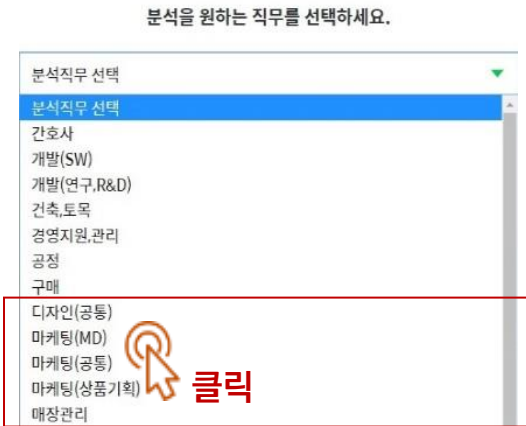 분석을 원하는 직무를 선택하세요.
분석직무 선택
분석직무 선택
간호사
개발(SW)
개발(연구,R&D)
건축,토목
경영지원,관리
공정
구매
디자인(공통)
마케팅(MD)
마케팅(공통)
마케팅(상품기획)
클릭
매장관리